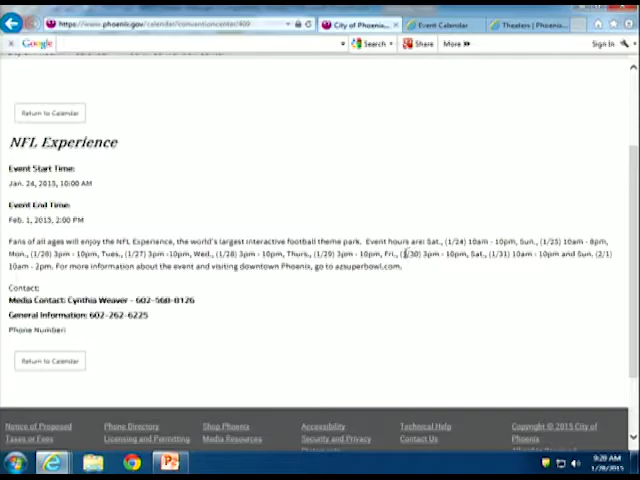 https://www.phoenix.gov/calendar/conventioncenter/409
City of Phoenix...
Event Calendar
Theaters | Phoenix...
Google
Search
Share
More »
Sign In
Return to Calendar
NFL Experience
Event Start Time:
Jan. 24, 2015, 10:00 AM
Event End Time:
Feb. 1, 2015, 2:00 PM
Fans of all ages will enjoy the NFL Experience, the world's largest interactive football theme park. Event hours are: Sat., (1/24) 10am - 10pm, Sun., (1/25) 10am - 8pm,
Mon., (1/26) 3pm - 10pm, Tues., (1/27) 3pm -10pm, Wed., (1/28) 3pm - 10pm, Thurs., (1/29) 3pm - 10pm, Fri., (1/30) 3pm - 10pm, Sat., (1/31) 10am - 10pm and Sun. (2/1)
10am - 2pm. For more information about the event and visiting downtown Phoenix, go to azsuperbowl.com.
Contact:
Media Contact: Cynthia Weaver - 602-568-8126
General Information: 602-262-6225
Phone Number:
Return to Calendar
Notice of Proposed
Taxes or Fees
Phone Directory
Licensing and Permitting
Shop Phoenix
Media Resources
Accessibility
Security and Privacy
Technical Help
Contact Us
Copyright © 2015 City of
Phoenix
9:20 AM
1/20/2015